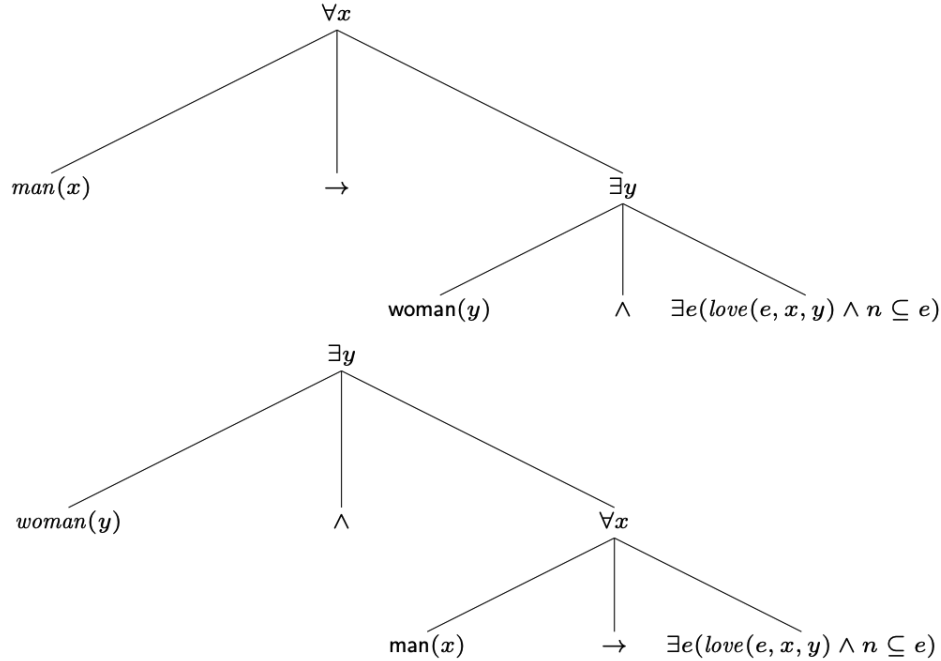 ∀x
man(x) → ∃y
woman(y) ∧ ∃e(love(e, x, y) ∧ n ⊆ e)
∃y
woman(y) ∧ ∀x
man(x) → ∃e(love(e, x, y) ∧ n ⊆ e)